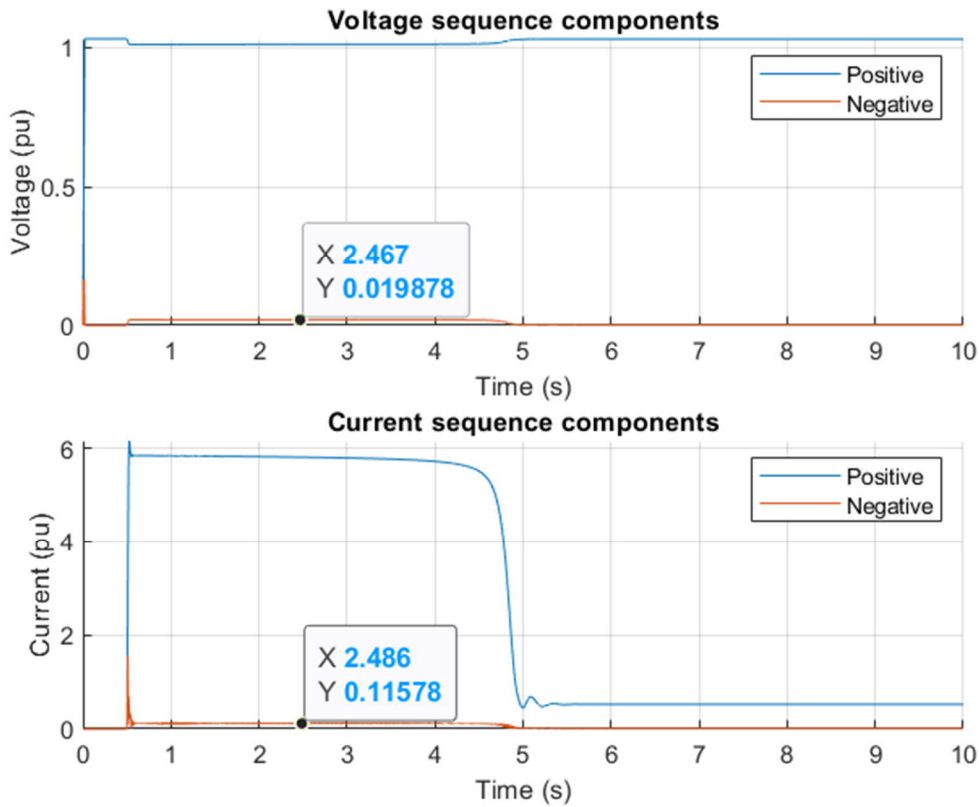 Voltage sequence components
1
0.5
0
Voltage (pu)
Positive
Negative
X 2.467
Y 0.019878
0 1 2 3 4 5 6 7 8 9 10
Time (s)
Current sequence components
6
4
2
0
Current (pu)
Positive
Negative
X 2.486
Y 0.11578
0 1 2 3 4 5 6 7 8 9 10
Time (s)